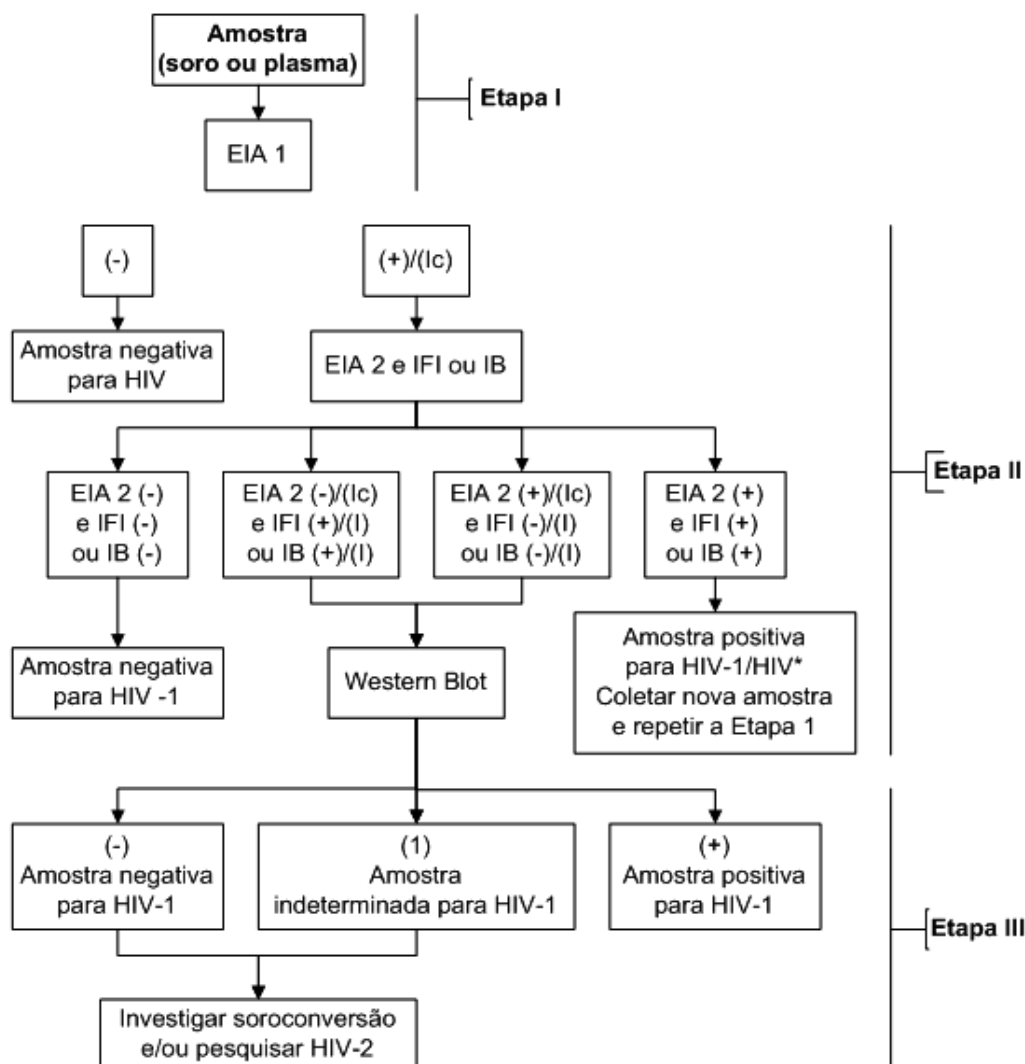 Amostra
(soro ou plasma)
Etapa I
EIA 1
(-)
(+)/(Ic)
Amostra negativa
para HIV
EIA 2 e IFI ou IB
Etapa II
EIA 2 (-)
e IFI (-)
ou IB (-)
EIA 2 (-)/(Ic)
e IFI (+)/(I)
ou IB (+)/(I)
EIA 2 (+)/(Ic)
e IFI (-)/(I)
ou IB (-)/(I)
EIA 2 (+)
e IFI (+)
ou IB (+)
Amostra negativa
para HIV -1
Western Blot
Amostra positiva
para HIV-1/HIV*
Coletar nova amostra
e repetir a Etapa 1
(-)
Amostra negativa
para HIV-1
(1)
Amostra
indeterminada para HIV-1
(+)
Amostra positiva
para HIV-1
Etapa III
Investigar soroconversão
e/ou pesquisar HIV-2